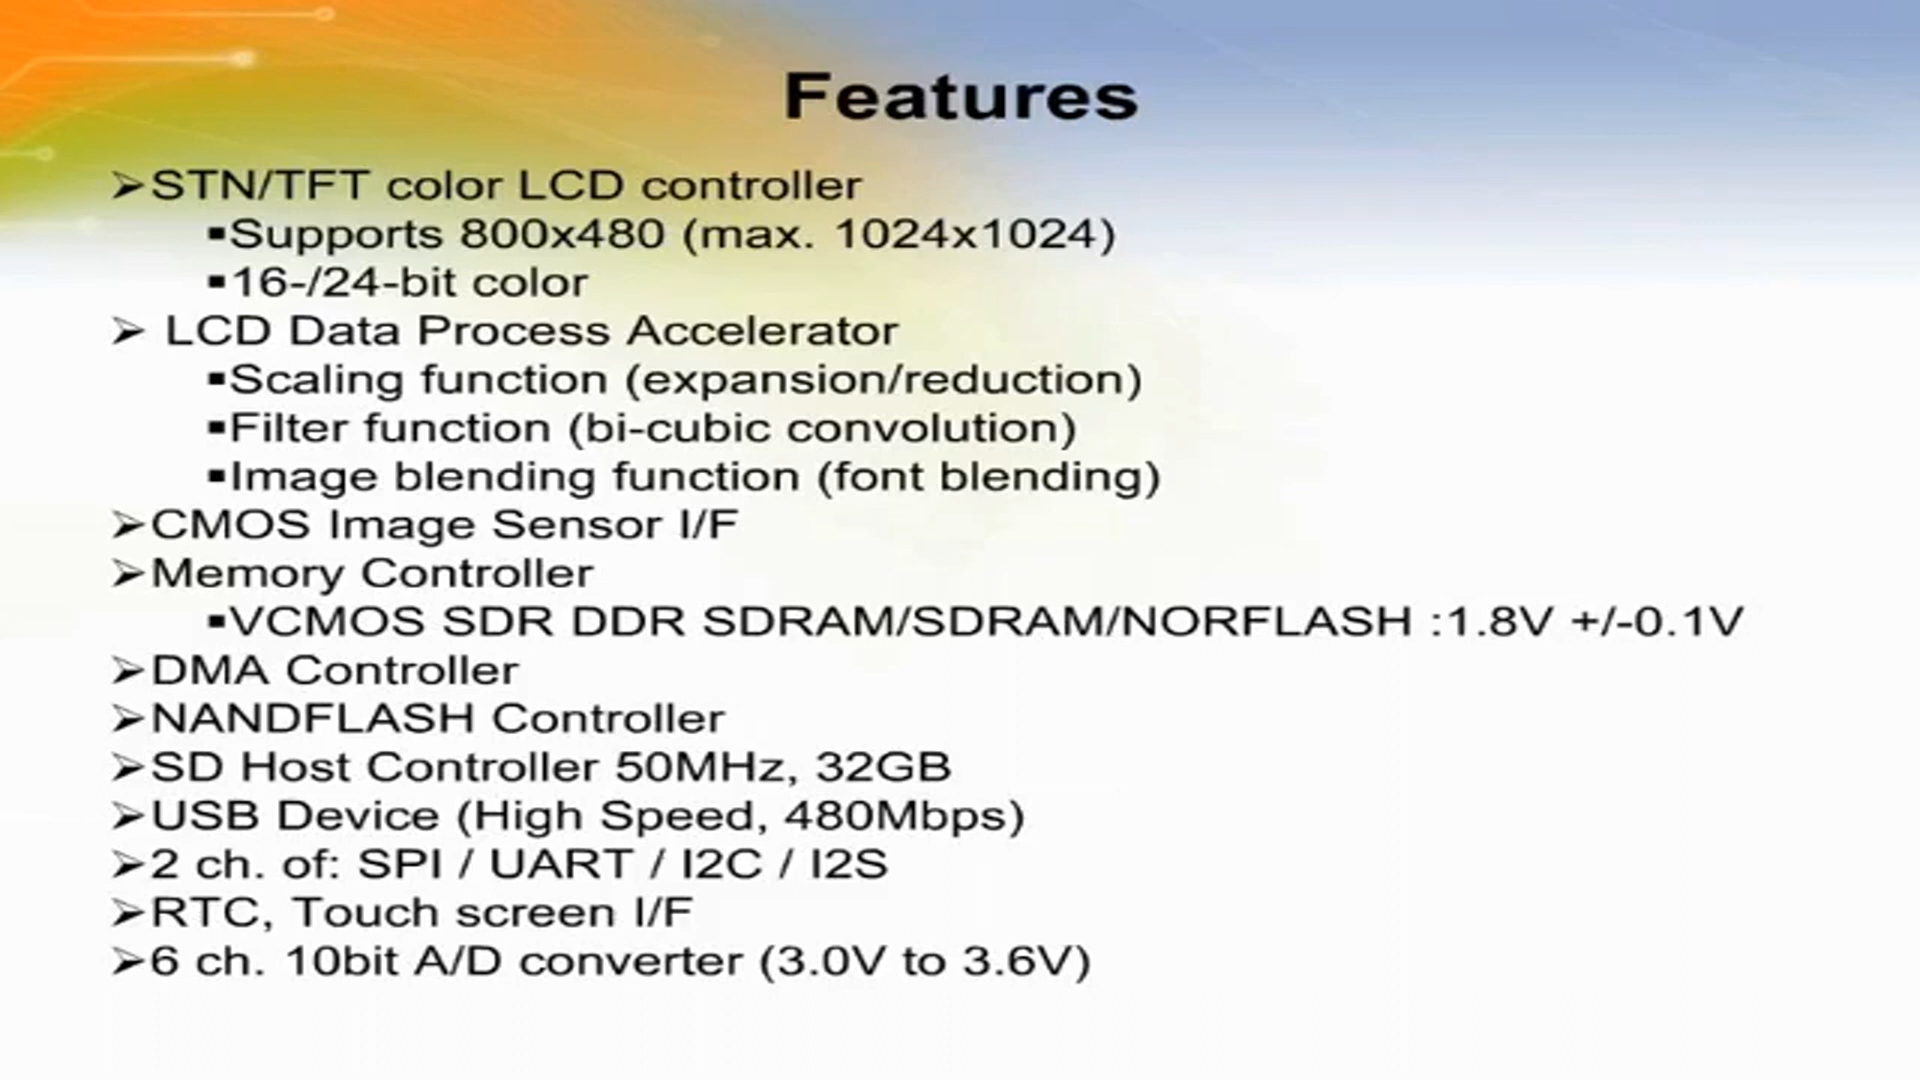 Features
➢STN/TFT color LCD controller
▪Supports 800x480 (max. 1024x1024)
▪16-/24-bit color
➢ LCD Data Process Accelerator
▪Scaling function (expansion/reduction)
▪Filter function (bi-cubic convolution)
▪Image blending function (font blending)
➢CMOS Image Sensor I/F
➢Memory Controller
▪VCMOS SDR DDR SDRAM/SDRAM/NORFLASH :1.8V +/-0.1V
➢DMA Controller
➢NANDFLASH Controller
➢SD Host Controller 50MHz, 32GB
➢USB Device (High Speed, 480Mbps)
➢2 ch. of: SPI / UART / I2C / I2S
➢RTC, Touch screen I/F
➢6 ch. 10bit A/D converter (3.0V to 3.6V)